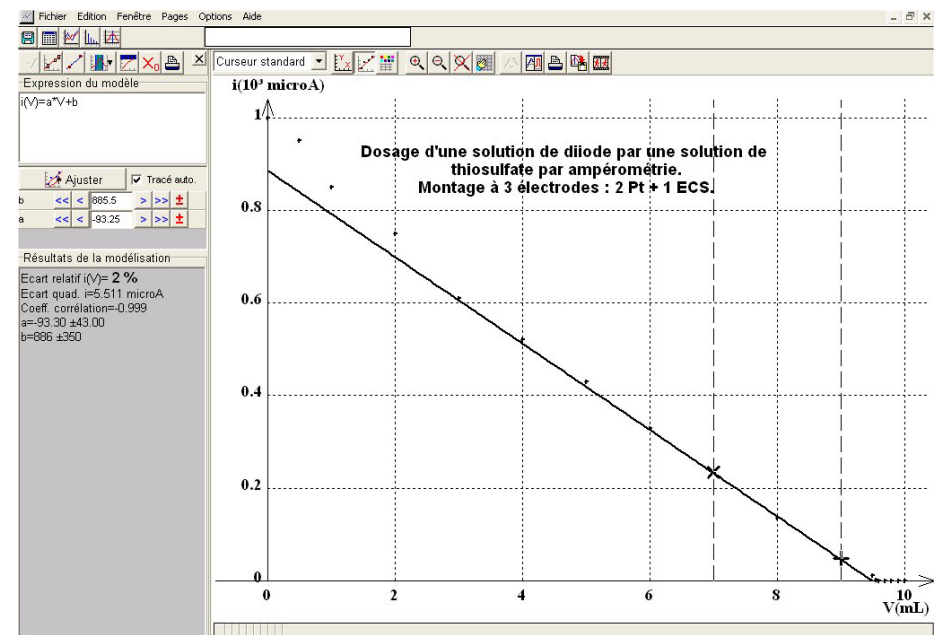 Fichier Edition Fenêtre Pages Options Aide
Curseur standard
Expression du modèle
i(V)=a*V+b
Ajuster
Tracé auto.
b << < 885.5 > >> ±
a << < -93.25 > >> ±
Résultats de la modélisation
Ecart relatif i(V)= 2 %
Ecart quad. i=5.511 microA
Coeff. corrélation=-0.999
a=-93.30 ±43.00
b=886 ±350
i(10³ microA)
Dosage d'une solution de diiode par une solution de
thiosulfate par ampérométrie.
Montage à 3 électrodes : 2 Pt + 1 ECS.
1
0.8
0.6
0.4
0.2
0
0 2 4 6 8 10
V(mL)